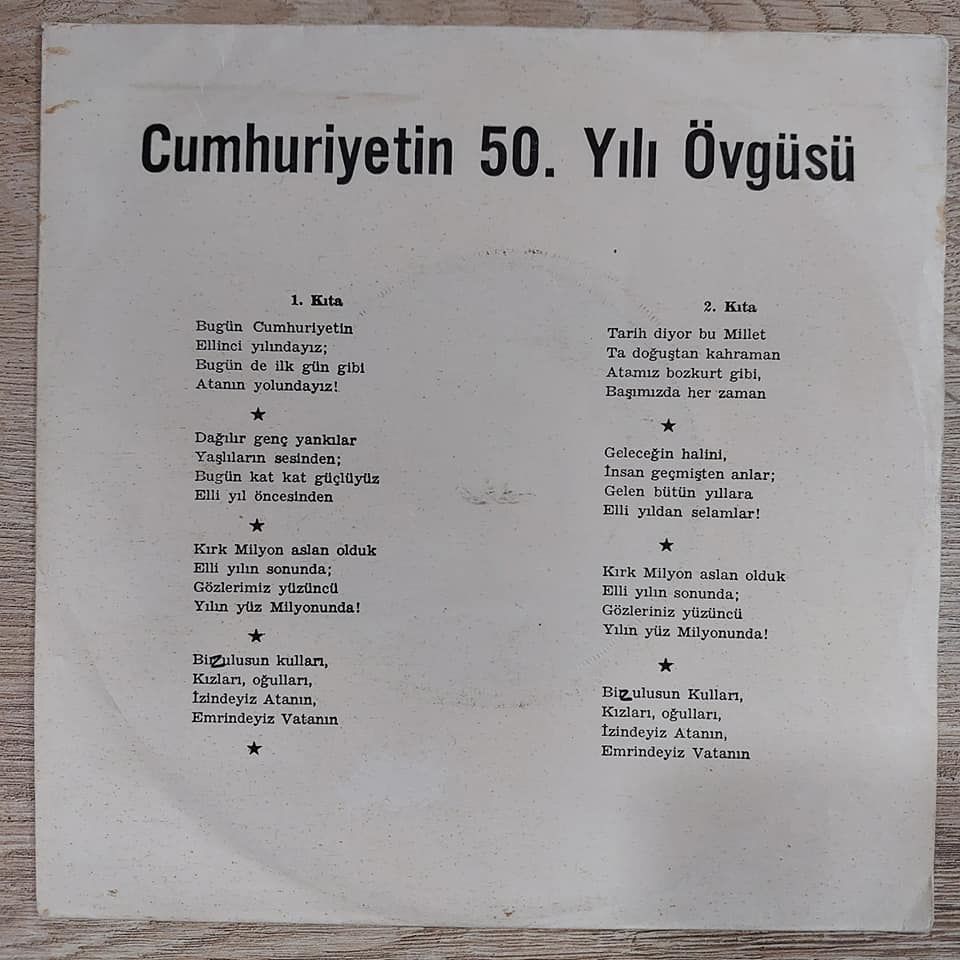 Cumhuriyetin 50. Yılı Övgüsü
1. Kıta
Bugün Cumhuriyetin
Ellinci yılındayız;
Bugün de ilk gün gibi
Atanın yolundayız!
★
Dağılır genç yankılar
Yaşlıların sesinden;
Bugün kat kat güçlüyüz
Elli yıl öncesinden
★
Kırk Milyon aslan olduk
Elli yılın sonunda;
Gözlerimiz yüzüncü
Yılın yüz Milyonunda!
★
Biz ulusun kulları,
Kızları, oğulları,
İzindeyiz Atanın,
Emrindeyiz Vatanın
★
2. Kıta
Tarih diyor bu Millet
Ta doğuştan kahraman
Atamız bozkurt gibi,
Başımızda her zaman
★
Geleceğin halini,
İnsan geçmişten anlar;
Gelen bütün yıllara
Elli yıldan selamlar!
★
Kırk Milyon aslan olduk
Elli yılın sonunda;
Gözleriniz yüzüncü
Yılın yüz Milyonunda!
★
Biz ulusun Kulları,
Kızları, oğulları,
İzindeyiz Atanın,
Emrindeyiz Vatanın